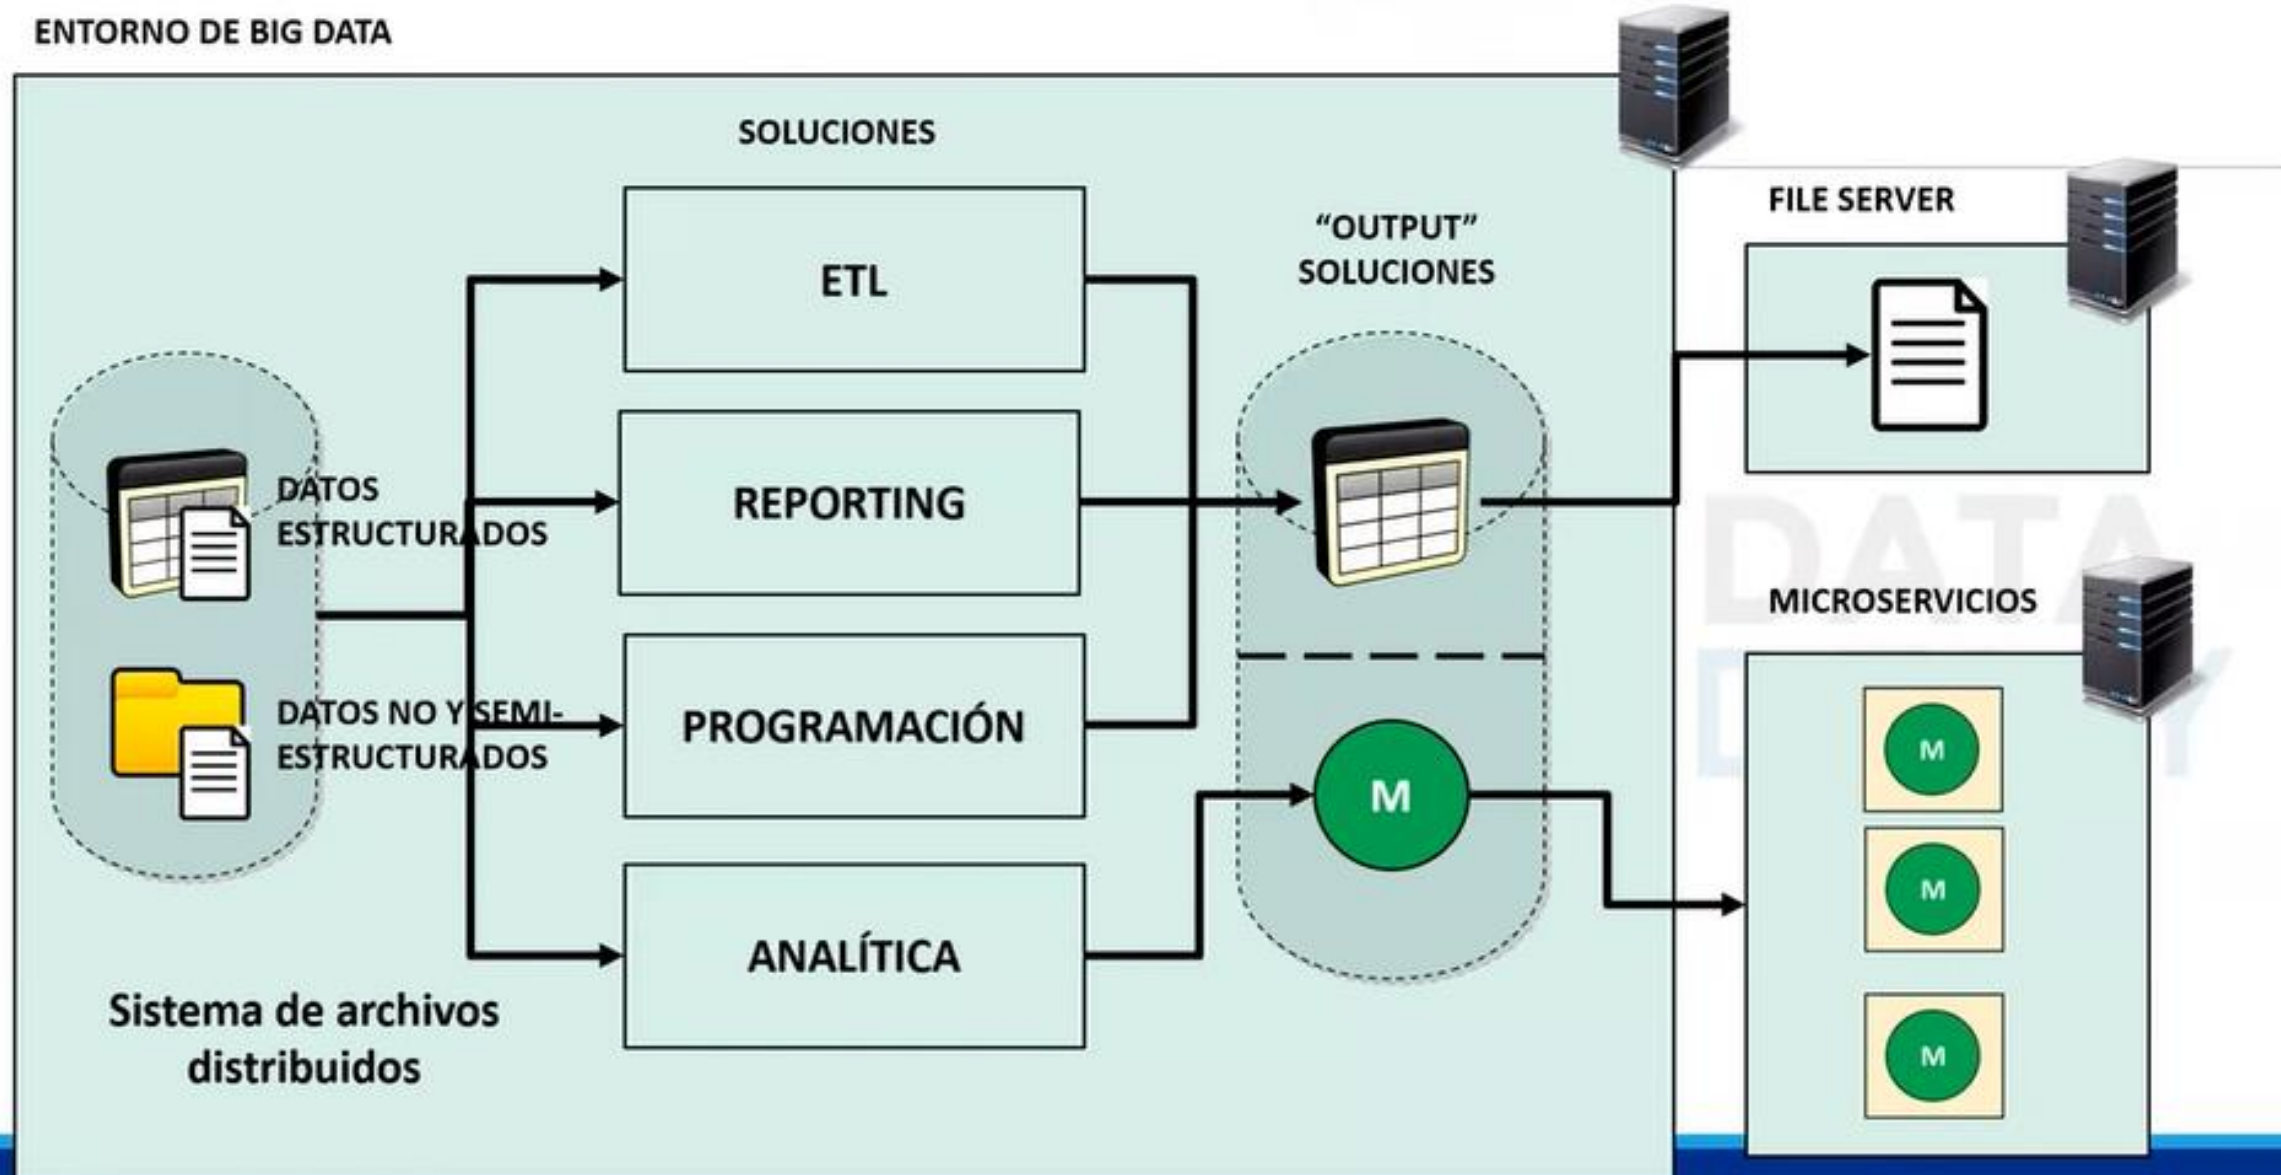 ENTORNO DE BIG DATA
SOLUCIONES
ETL
REPORTING
PROGRAMACIÓN
ANALÍTICA
DATOS
ESTRUCTURADOS
DATOS NO Y SEMI-
ESTRUCTURADOS
Sistema de archivos
distribuidos
“OUTPUT”
SOLUCIONES
M
FILE SERVER
DATA
MICROSERVICIOS
M
M
M